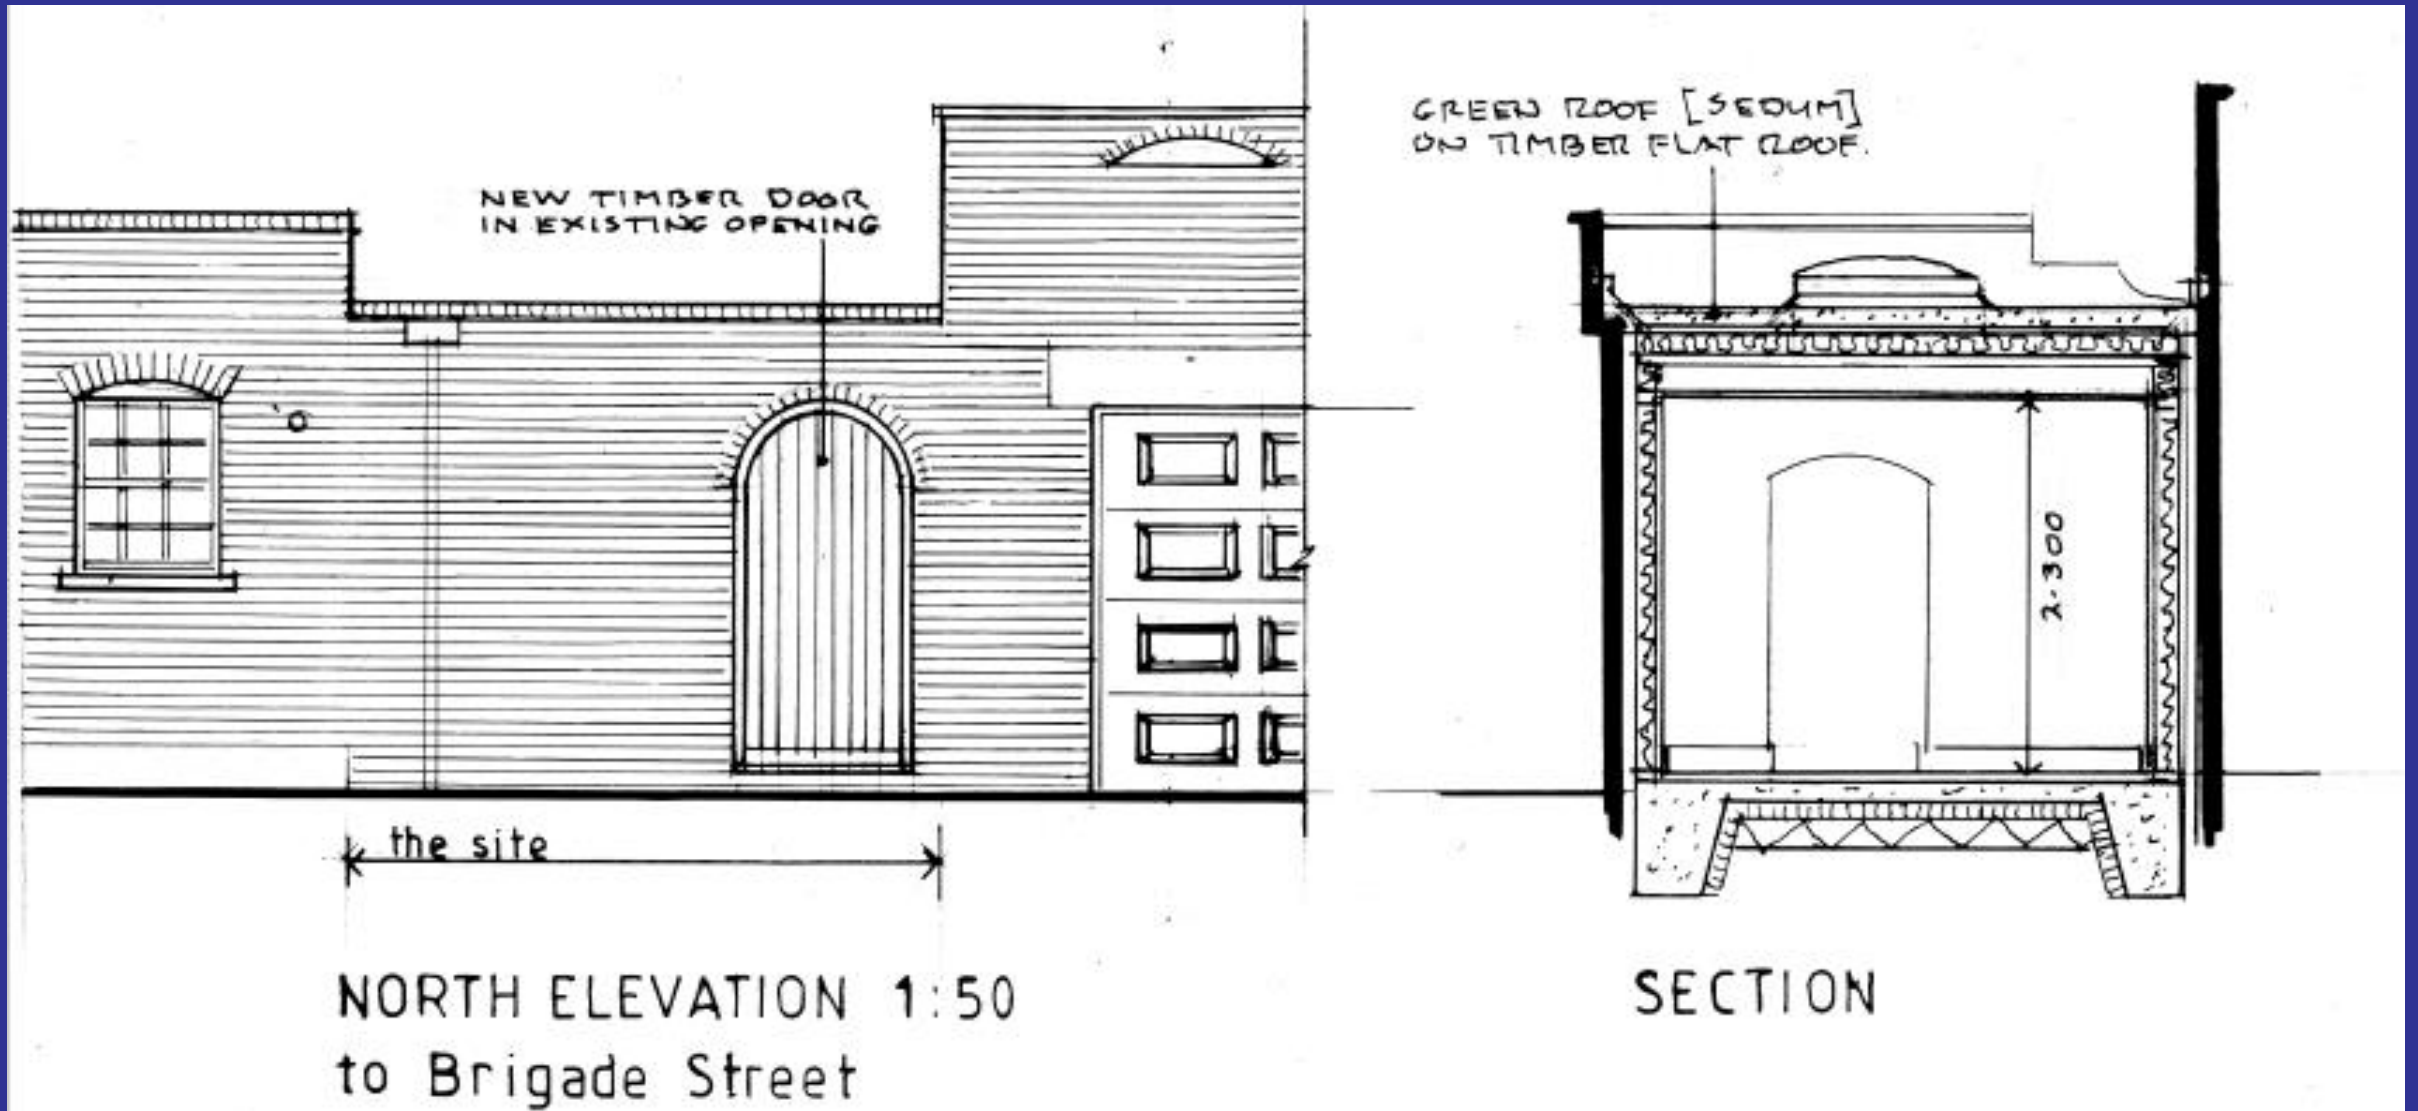 NEW TIMBER DOOR
IN EXISTING OPENING
the site
NORTH ELEVATION 1:50
to Brigade Street
GREEN ROOF [SEDUM]
ON TIMBER FLAT ROOF.
2·300
SECTION